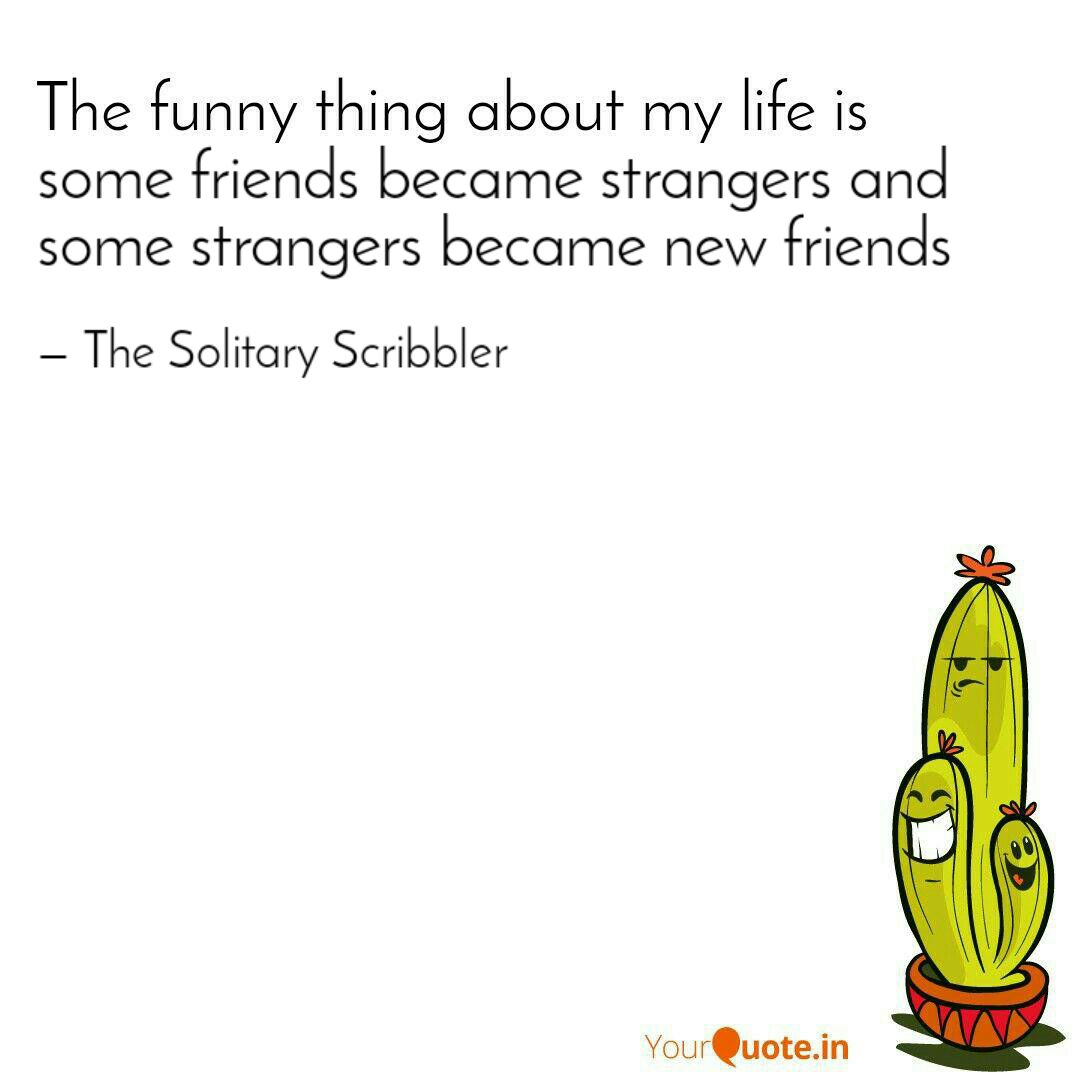 The funny thing about my life is
some friends became strangers and
some strangers became new friends
– The Solitary Scribbler
YourQuote.in